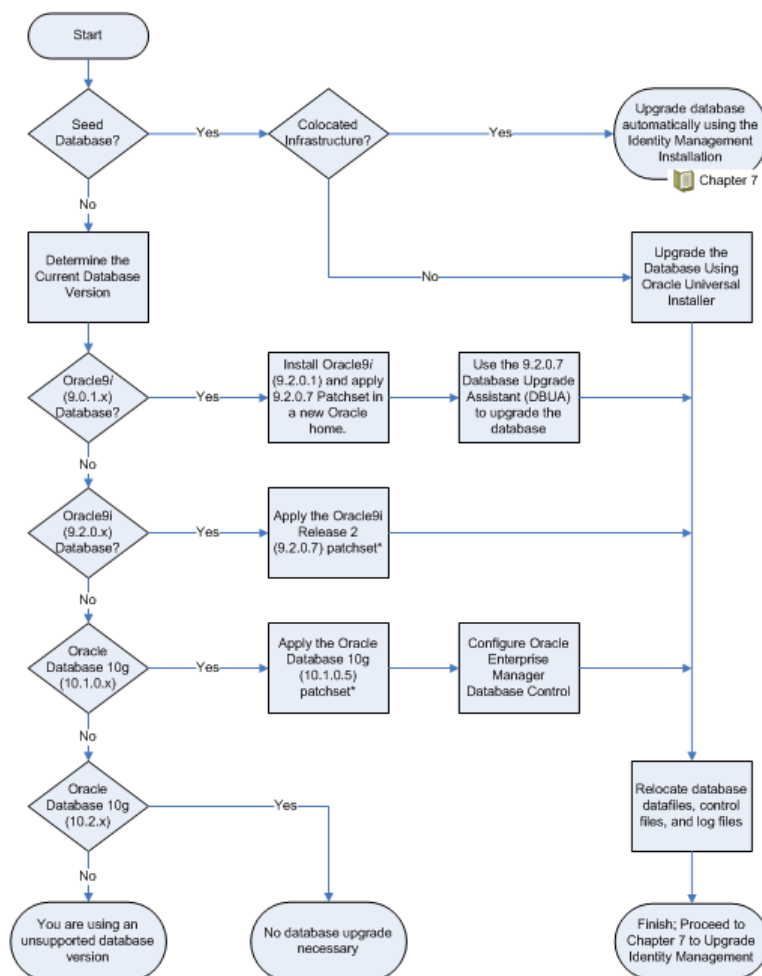 Start
Seed
Database?
Yes
Colocated
Infrastructure?
Yes
Upgrade database
automatically using the
Identity Management
Installation
Chapter 7
No
Determine the
Current Database
Version
No
Upgrade the
Database Using
Oracle Universal
Installer
Oracle9i
(9.0.1.x)
Database?
Yes
Install Oracle9i
(9.2.0.1) and apply
9.2.0.7 Patchset in
a new Oracle
home.
Use the 9.2.0.7
Database Upgrade
Assistant (DBUA)
to upgrade the
database
No
Oracle9i
(9.2.0.x)
Database?
Yes
Apply the Oracle9i
Release 2
(9.2.0.7) patchset*
No
Oracle
Database 10g
(10.1.0.x)
Yes
Apply the Oracle
Database 10g
(10.1.0.5)
patchset*
Configure Oracle
Enterprise
Manager
Database Control
No
Oracle
Database 10g
(10.2.x)
Yes
Relocate database
datafiles, control
files, and log files
No
You are using an
unsupported database
version
No database upgrade
necessary
Finish; Proceed to
Chapter 7 to Upgrade
Identity Management